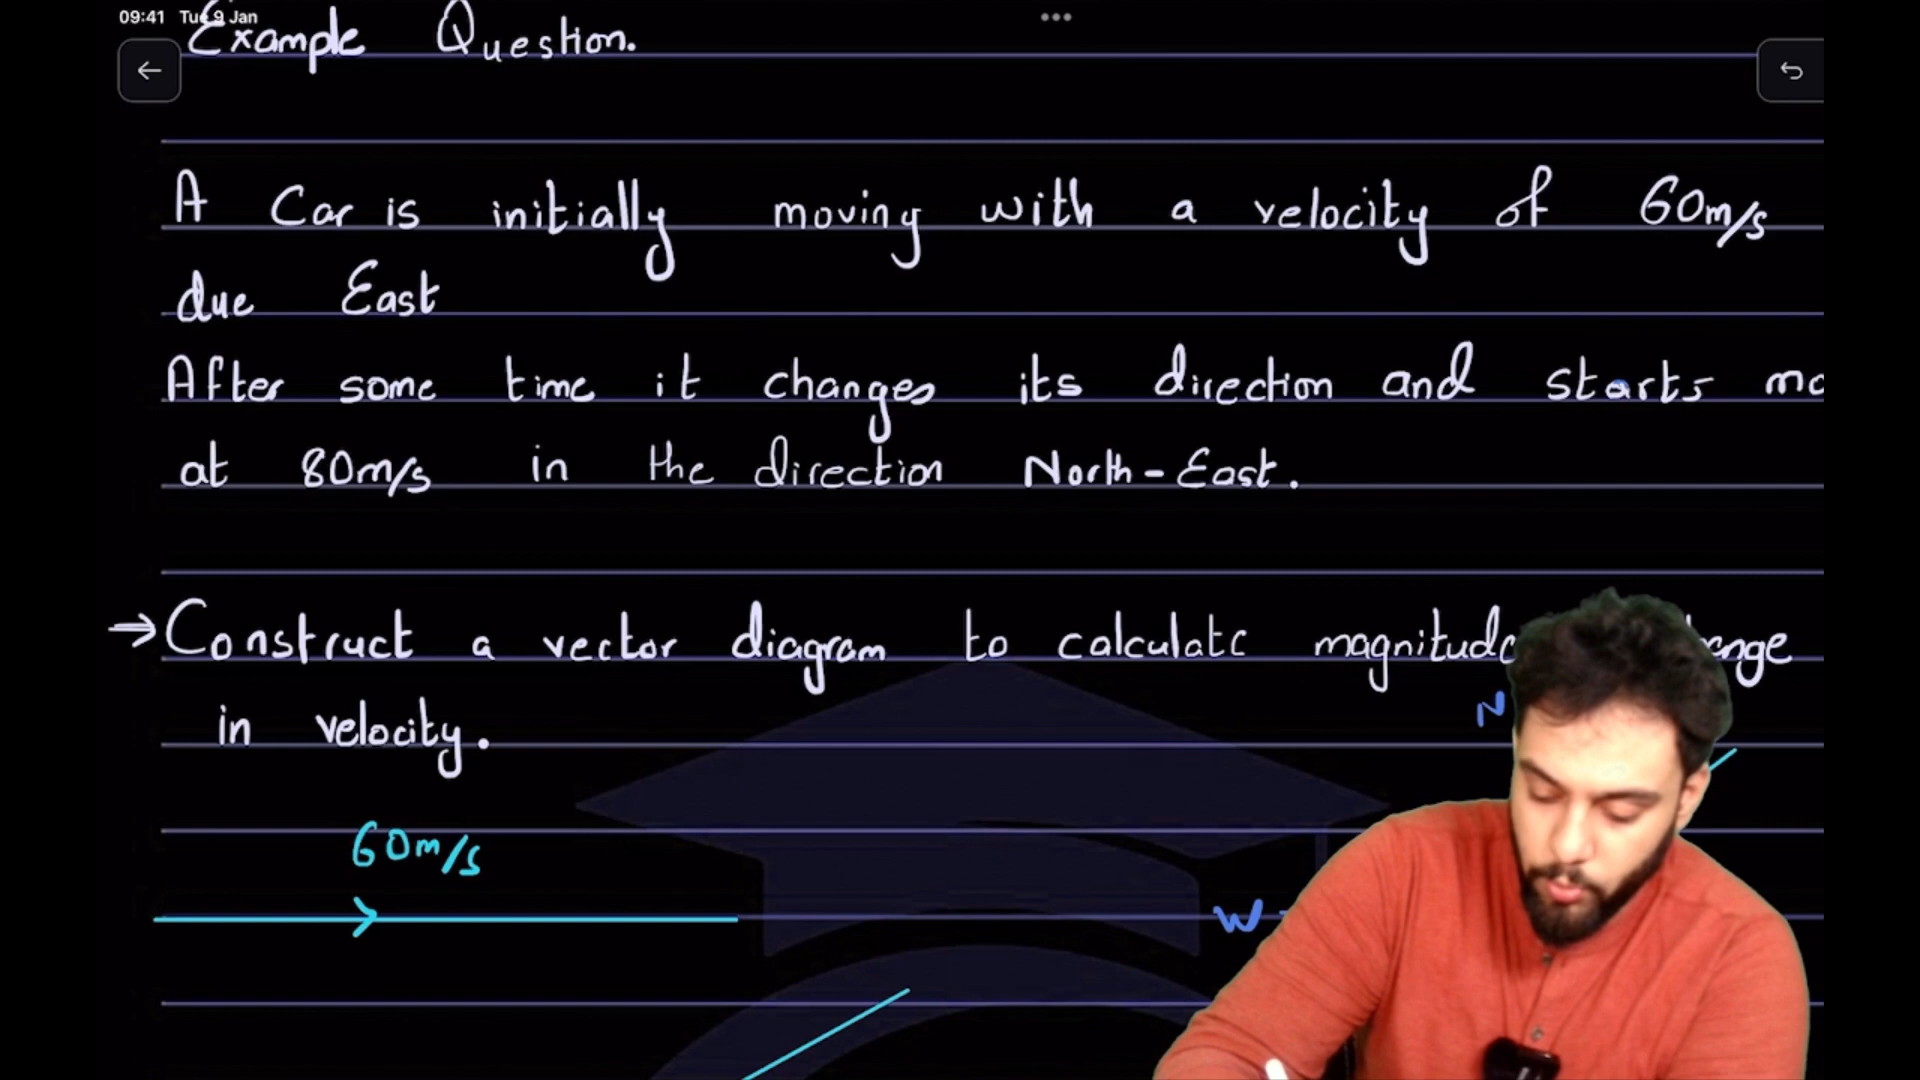 09:41 Tue 9 Jan
Example Question.
A Car is initially moving with a velocity of 60m/s
due East
After some time it changes its direction and starts
at 80m/s in the direction North-East.
→ Construct a vector diagram to calculate magnitude
in velocity.
N
60m/s
W